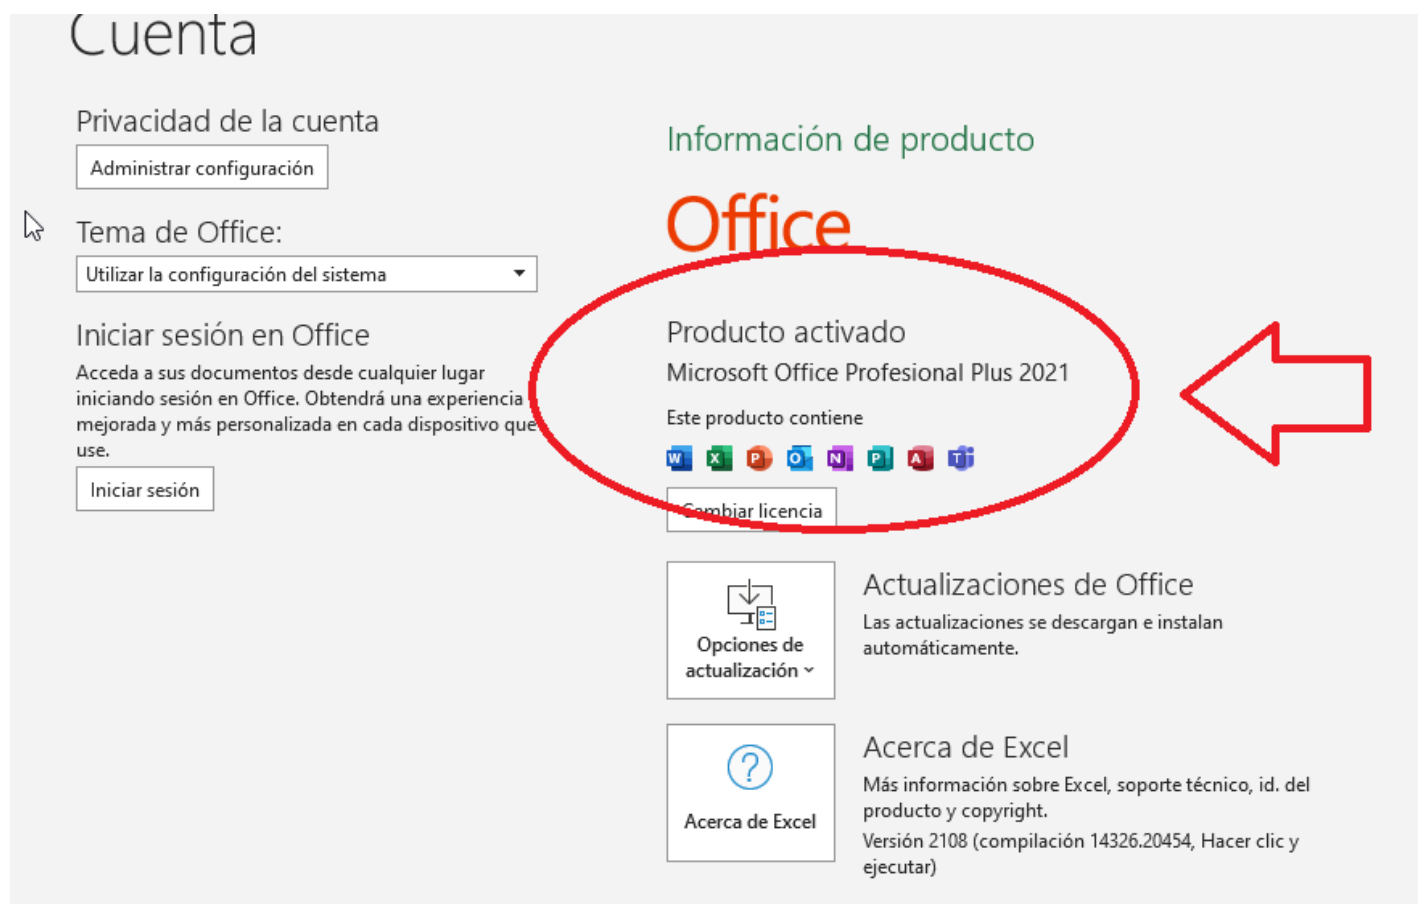 Cuenta
Privacidad de la cuenta
Administrar configuración
Tema de Office:
Utilizar la configuración del sistema
Iniciar sesión en Office
Acceda a sus documentos desde cualquier lugar
iniciando sesión en Office. Obtendrá una experiencia
mejorada y más personalizada en cada dispositivo que
use.
Iniciar sesión
Información de producto
Office
Producto activado
Microsoft Office Profesional Plus 2021
Este producto contiene
W X P O N P A T
Cambiar licencia
Opciones de
actualización
Actualizaciones de Office
Las actualizaciones se descargan e instalan
automáticamente.
?
Acerca de Excel
Acerca de Excel
Más información sobre Excel, soporte técnico, id. del
producto y copyright.
Versión 2108 (compilación 14326.20454, Hacer clic y
ejecutar)